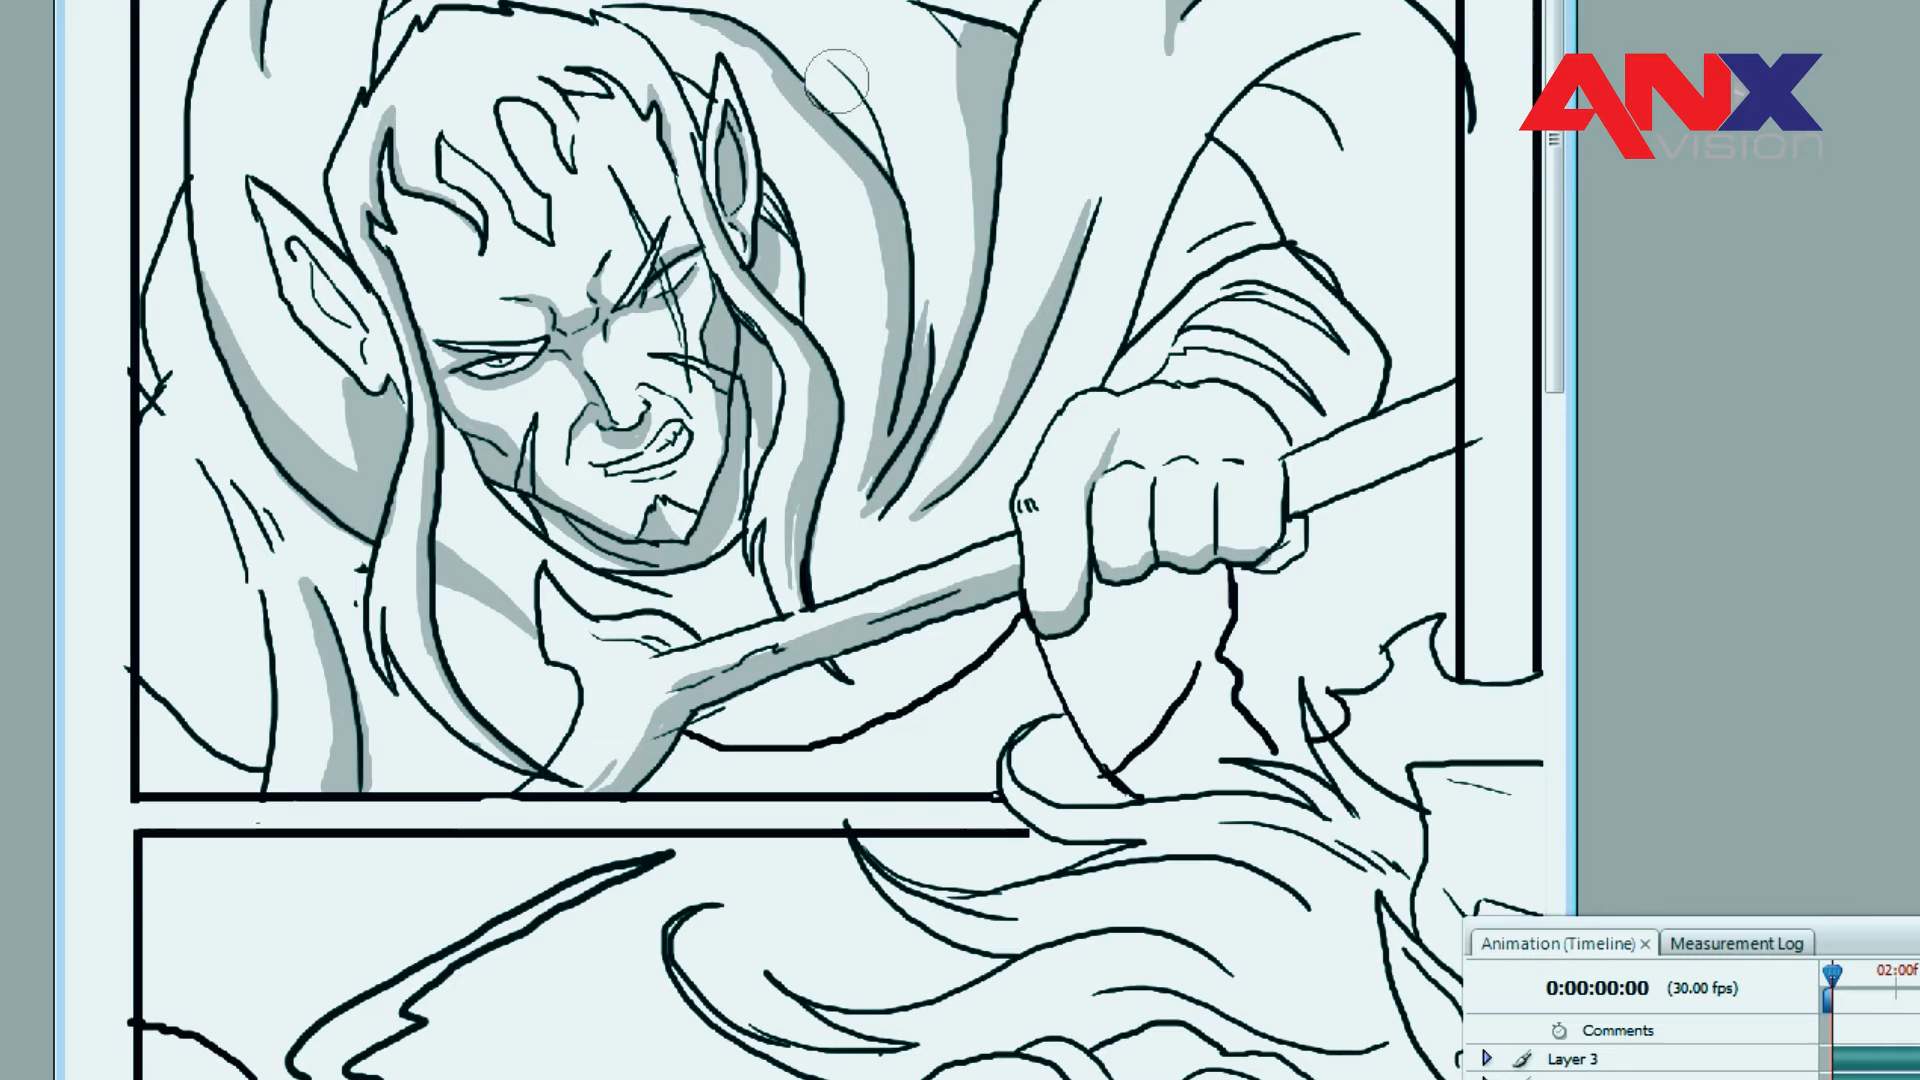 ANX
VISION
Animation (Timeline) Measurement Log
0:00:00:00 (30.00 fps) 02:00f
Comments
Layer 3